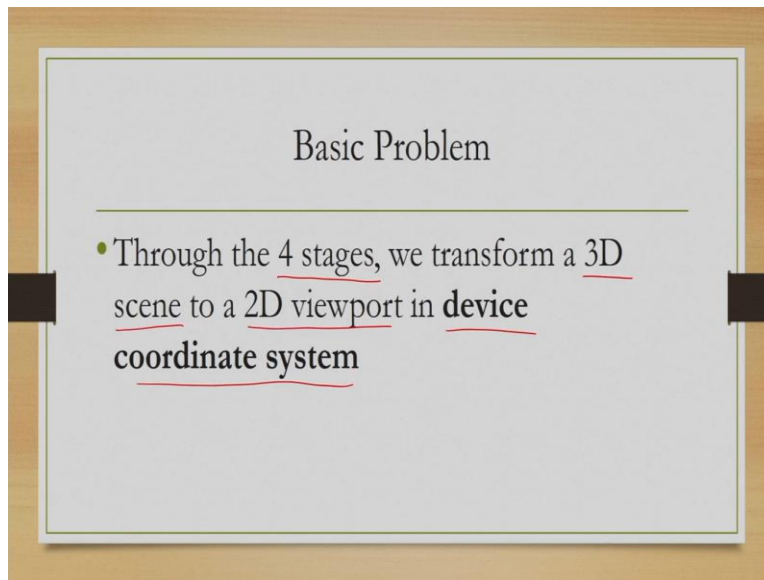 Basic Problem
•Through the 4 stages, we transform a 3D
scene to a 2D viewport in device
coordinate system